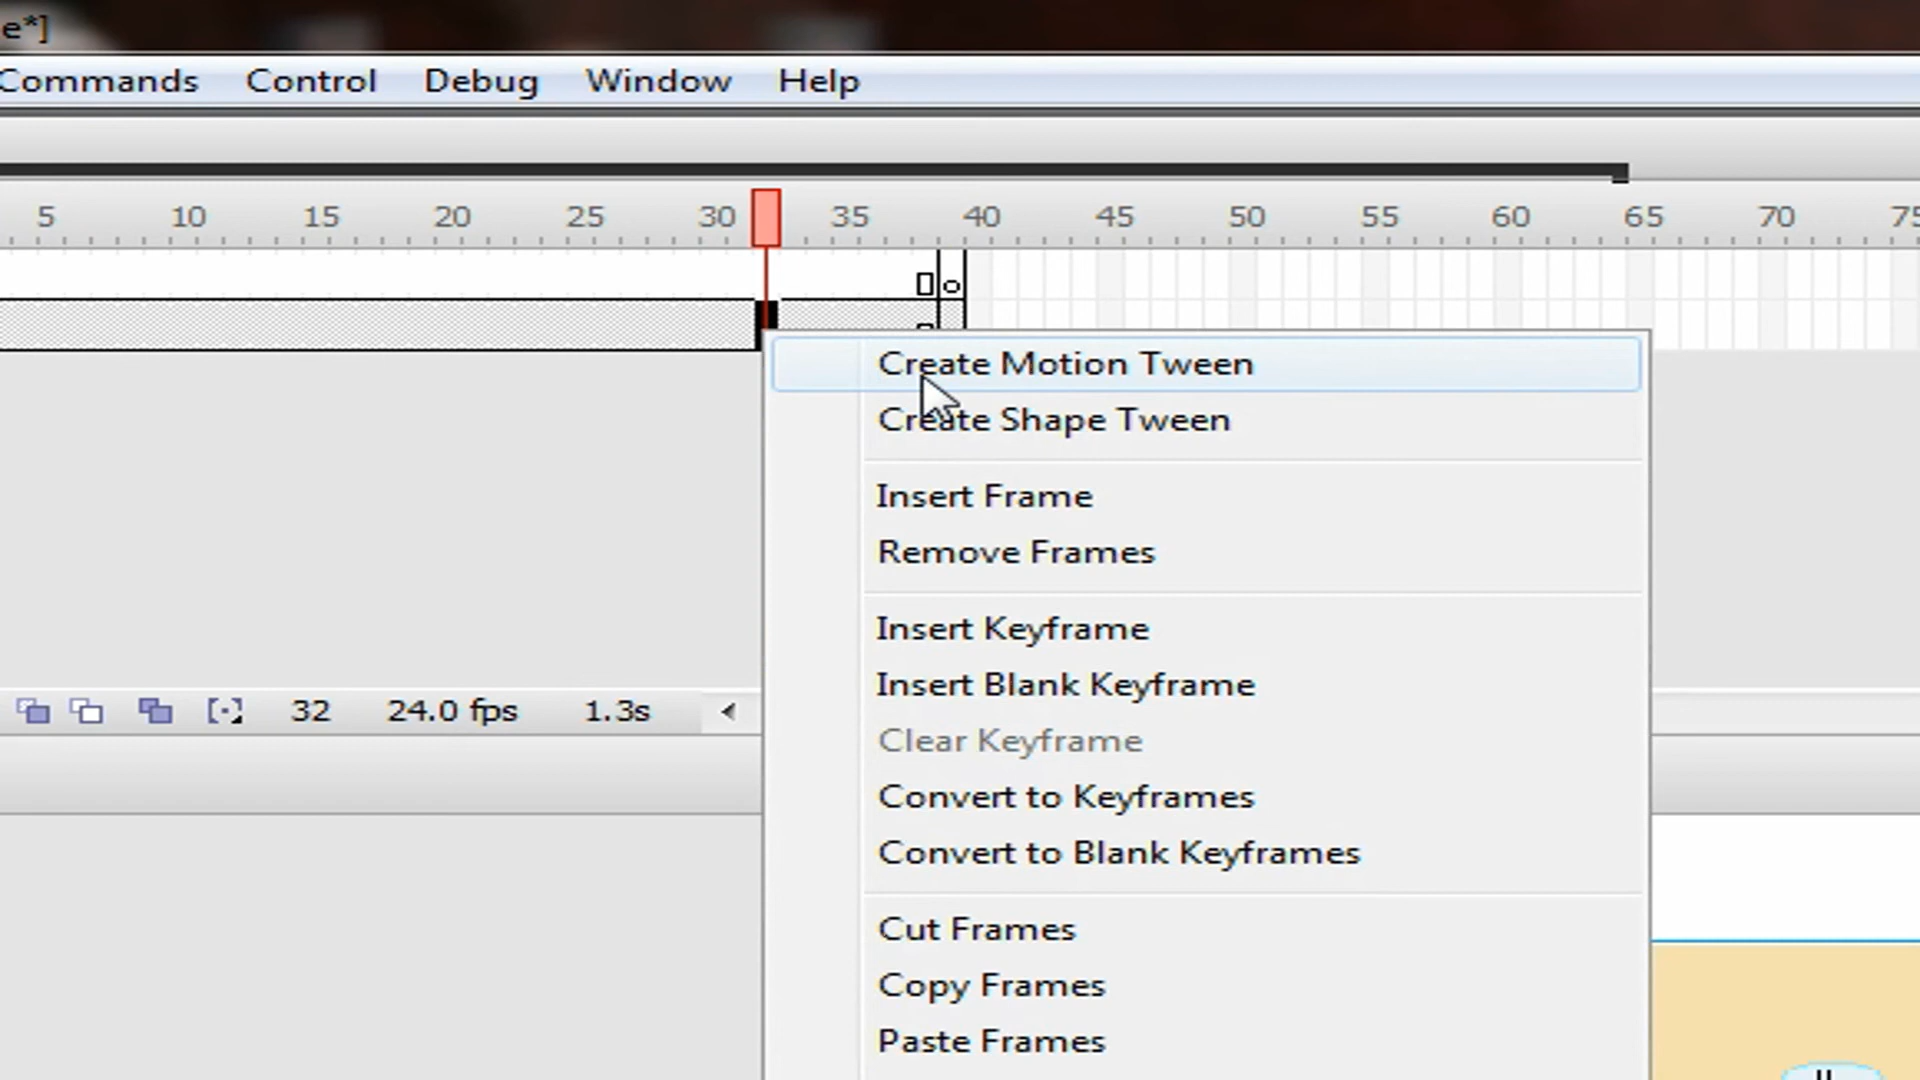 e*]
Commands Control Debug Window Help
5 10 15 20 25 30 35 40 45 50 55 60 65 70 75
Create Motion Tween
Create Shape Tween
Insert Frame
Remove Frames
Insert Keyframe
Insert Blank Keyframe
32 24.0 fps 1.3s
Clear Keyframe
Convert to Keyframes
Convert to Blank Keyframes
Cut Frames
Copy Frames
Paste Frames